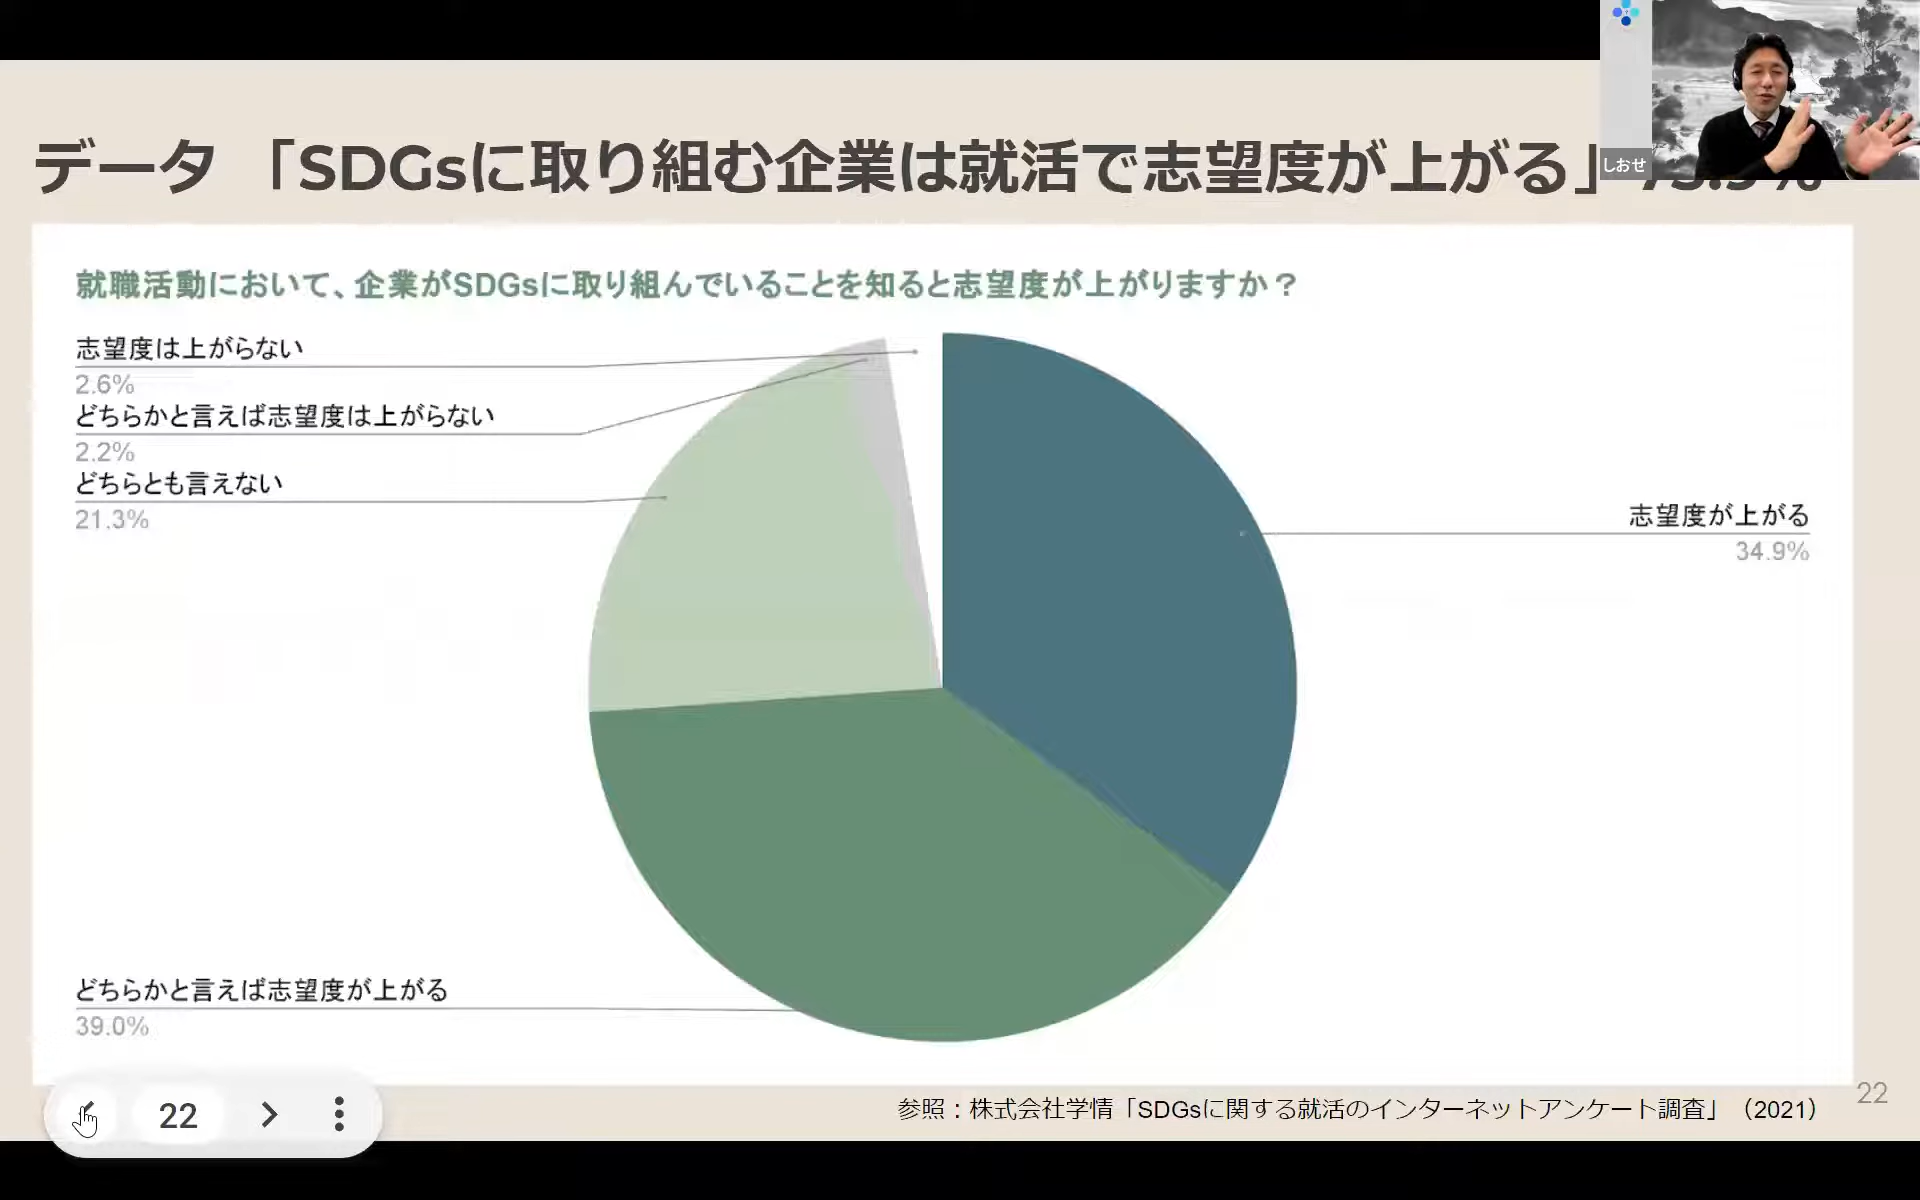 データ 「SDGsに取り組む企業は就活で志望度が上がる」
しおせ
就職活動において、企業がSDGsに取り組んでいることを知ると志望度が上がりますか？
志望度は上がらない
2.6%
どちらかと言えば志望度は上がらない
2.2%
どちらとも言えない
21.3%
志望度が上がる
34.9%
どちらかと言えば志望度が上がる
39.0%
参照：株式会社学情「SDGsに関する就活のインターネットアンケート調査」（2021）
22
22